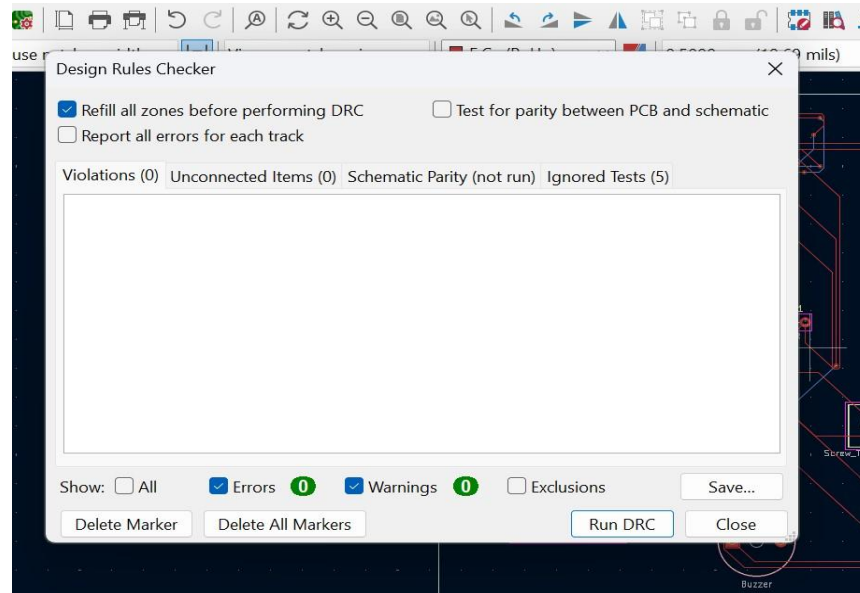 mils)
Design Rules Checker
Refill all zones before performing DRC
Test for parity between PCB and schematic
Report all errors for each track
Violations (0) Unconnected Items (0) Schematic Parity (not run) Ignored Tests (5)
Show: All Errors 0 Warnings 0 Exclusions Save...
Delete Marker Delete All Markers Run DRC Close
Buzzer